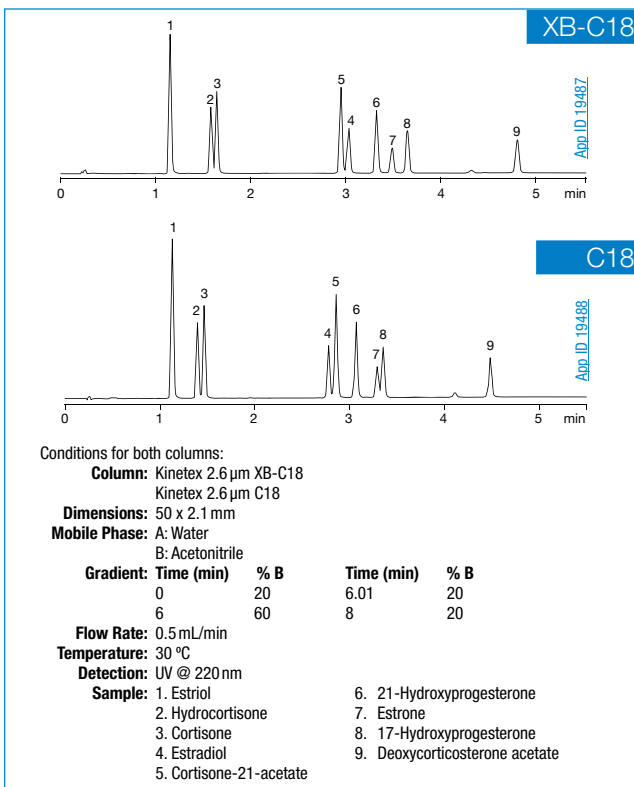 XB-C18
1
2
3
5
4
6
7
8
9
App ID 19487
0 1 2 3 4 5 min
C18
1
2
3
4
5
6
7
8
9
App ID 19488
0 1 2 3 4 5 min
Conditions for both columns:
Column: Kinetex 2.6 µm XB-C18
Kinetex 2.6 µm C18
Dimensions: 50 x 2.1 mm
Mobile Phase: A: Water
B: Acetonitrile
Gradient: Time (min) % B Time (min) % B
0 20 6.01 20
6 60 8 20
Flow Rate: 0.5 mL/min
Temperature: 30 ºC
Detection: UV @ 220 nm
Sample: 1. Estriol 6. 21-Hydroxyprogesterone
2. Hydrocortisone 7. Estrone
3. Cortisone 8. 17-Hydroxyprogesterone
4. Estradiol 9. Deoxycorticosterone acetate
5. Cortisone-21-acetate